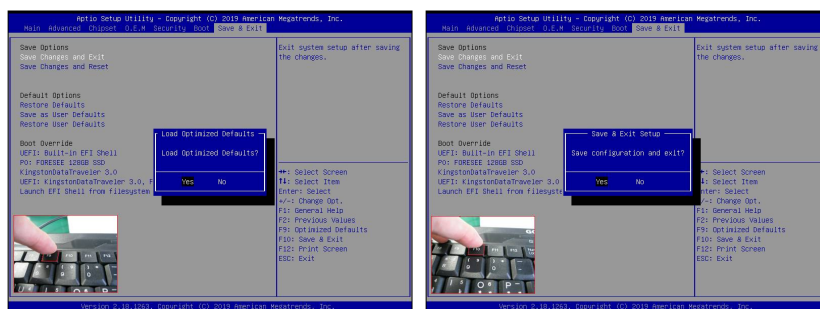 Aptio Setup Utility – Copyright (C) 2019 American Megatrends, Inc.
Main Advanced Chipset O.E.M Security Boot Save & Exit
Save Options
Save Changes and Exit
Save Changes and Reset
Default Options
Restore Defaults
Save as User Defaults
Restore User Defaults
Boot Override
UEFI: Built-in EFI Shell
P0: FORESEE 128GB SSD
KingstonDataTraveler 3.0
UEFI: KingstonDataTraveler 3.0, P
Launch EFI Shell from filesystem
Load Optimized Defaults
Load Optimized Defaults?
Yes No
Exit system setup after saving
the changes.
→←: Select Screen
↑↓: Select Item
Enter: Select
+/-: Change Opt.
F1: General Help
F2: Previous Values
F9: Optimized Defaults
F10: Save & Exit
F12: Print Screen
ESC: Exit
Version 2.18.1263. Copyright (C) 2019 American Megatrends, Inc.
Aptio Setup Utility – Copyright (C) 2019 American Megatrends, Inc.
Main Advanced Chipset O.E.M Security Boot Save & Exit
Save Options
Save Changes and Exit
Save Changes and Reset
Default Options
Restore Defaults
Save as User Defaults
Restore User Defaults
Boot Override
UEFI: Built-in EFI Shell
P0: FORESEE 128GB SSD
KingstonDataTraveler 3.0
UEFI: KingstonDataTraveler 3.0
Launch EFI Shell from filesyste
Save & Exit Setup
Save configuration and exit?
Yes No
Exit system setup after saving
the changes.
: Select Screen
: Select Item
nter: Select
/-: Change Opt.
F1: General Help
F2: Previous Values
F9: Optimized Defaults
F10: Save & Exit
F12: Print Screen
ESC: Exit
Version 2.18.1263. Copyright (C) 2019 American Megatrends, Inc.